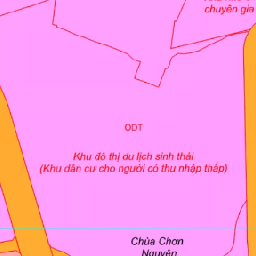 chuyên gia
ODT
Khu đô thị du lịch sinh thái
(Khu dân cư cho người có thu nhập thấp)
Chùa Chơn
Nguyên